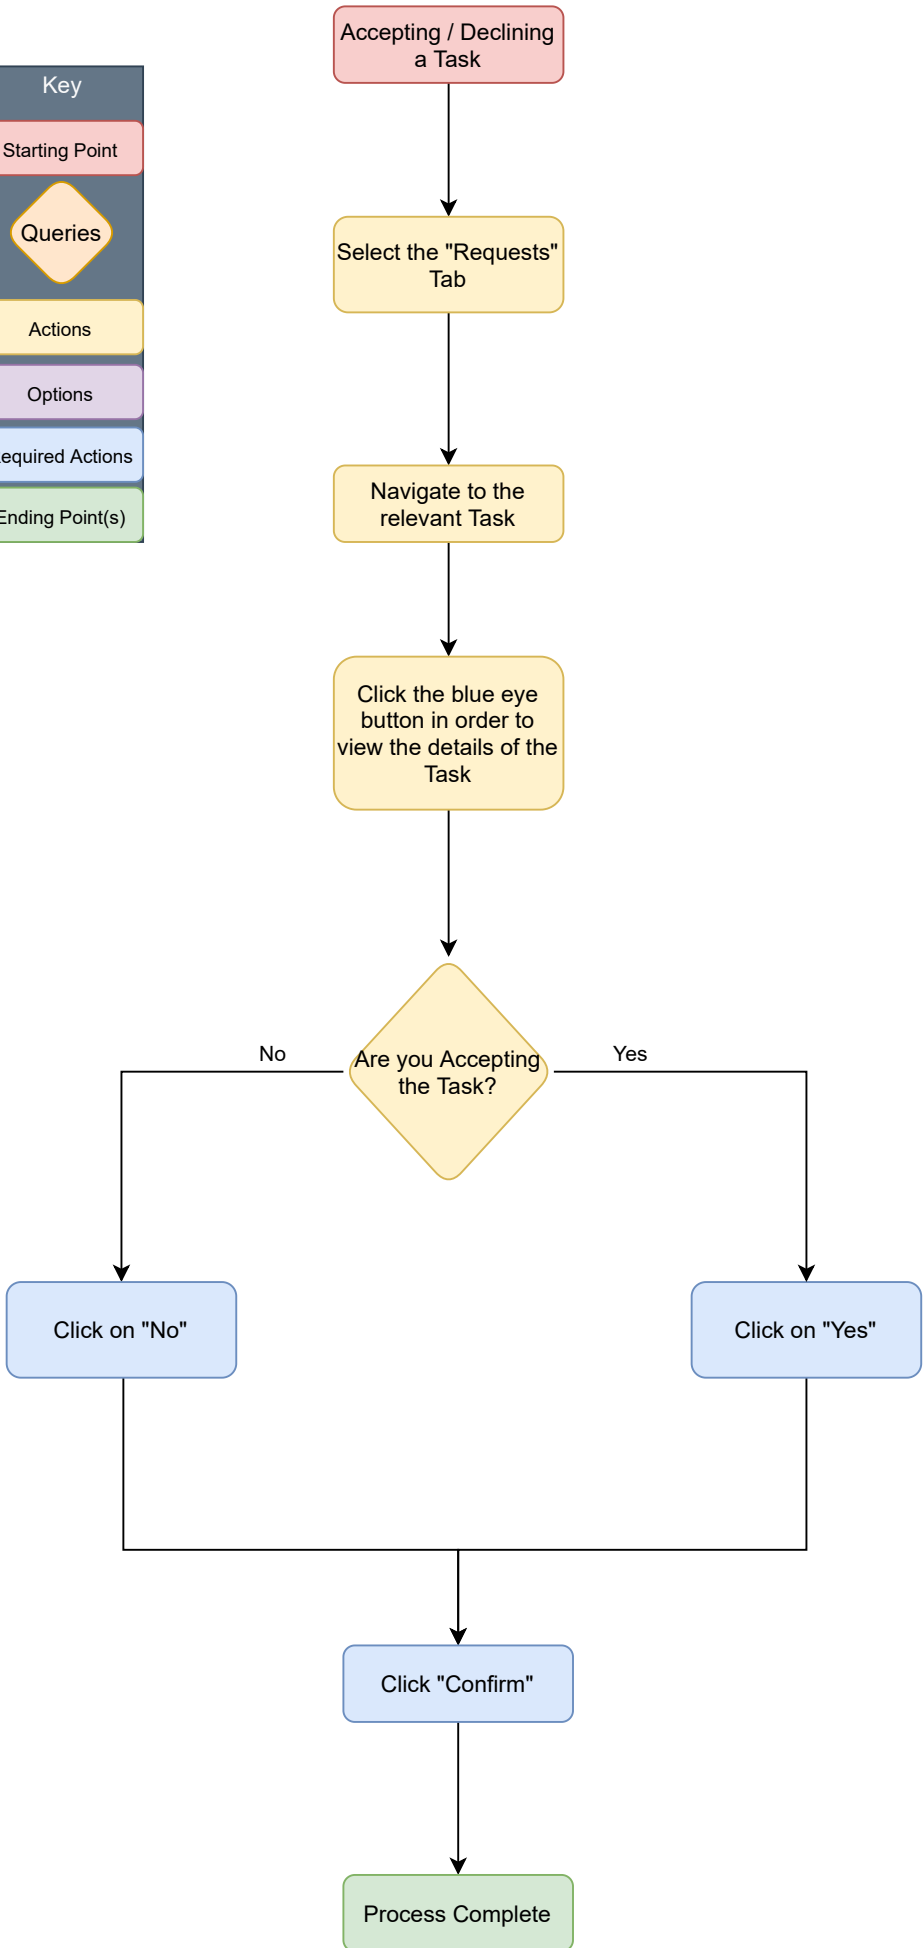 Accepting / Declining
a Task
Key
Starting Point
Queries
Actions
Options
equired Actions
Ending Point(s)
Select the "Requests"
Tab
Navigate to the
relevant Task
Click the blue eye
button in order to
view the details of the
Task
Are you Accepting
the Task?
No
Yes
Click on "No"
Click on "Yes"
Click "Confirm"
Process Complete